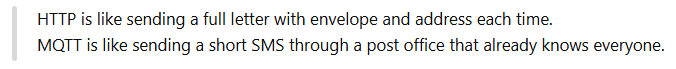 HTTP is like sending a full letter with envelope and address each time.
MQTT is like sending a short SMS through a post office that already knows everyone.